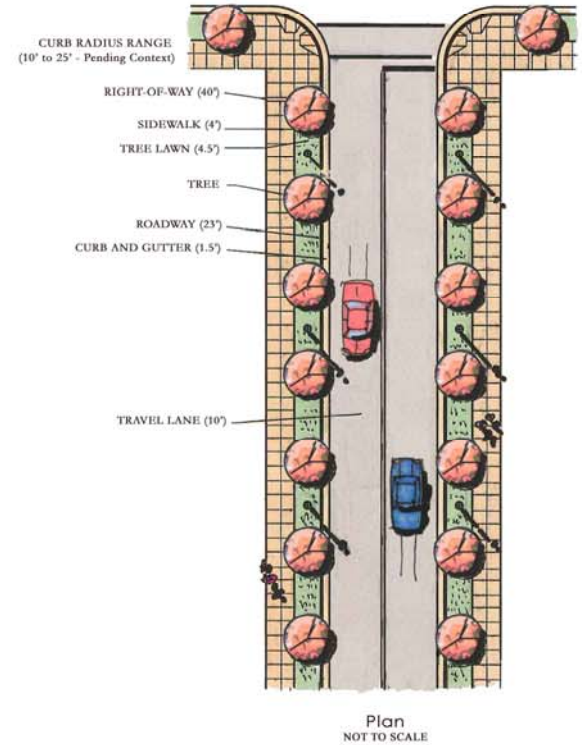 CURB RADIUS RANGE
(10' to 25' - Pending Context)
RIGHT-OF-WAY (40')
SIDEWALK (4')
TREE LAWN (4.5')
TREE
ROADWAY (23')
CURB AND GUTTER (1.5')
TRAVEL LANE (10')
Plan
NOT TO SCALE